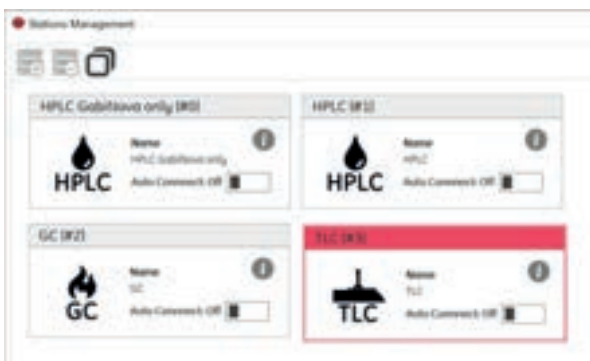 Stations Management
HPLC Gabitova only (#0)
HPLC (#1)
Name
HPLC Gabitova only
HPLC
Auto Connect: Off
Name
HPLC
HPLC
Auto Connect: Off
GC (#2)
TLC (#3)
Name
GC
GC
Auto Connect: Off
Name
TLC
TLC
Auto Connect: Off